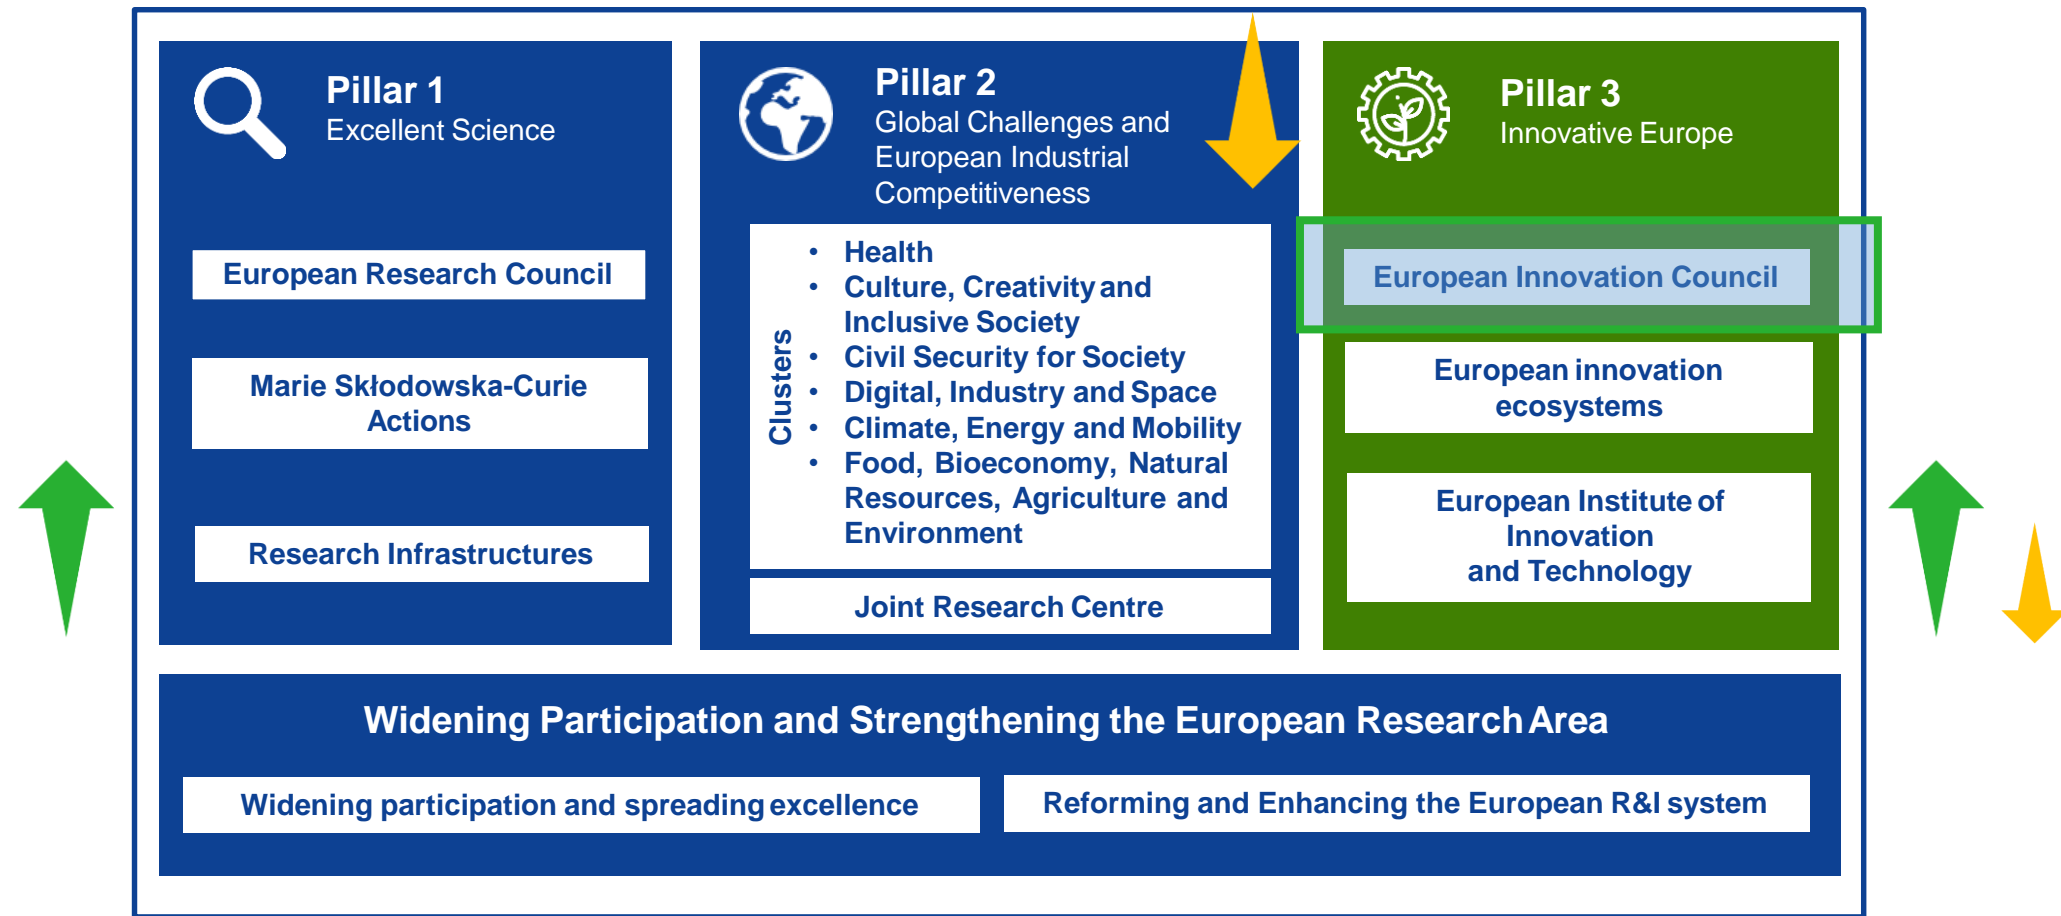 Pillar 1
Excellent Science
European Research Council
Marie Skłodowska-Curie
Actions
Research Infrastructures
Pillar 2
Global Challenges and
European Industrial
Competitiveness
Clusters
• Health
• Culture, Creativity and
Inclusive Society
• Civil Security for Society
• Digital, Industry and Space
• Climate, Energy and Mobility
• Food, Bioeconomy, Natural
Resources, Agriculture and
Environment
Joint Research Centre
Pillar 3
Innovative Europe
European Innovation Council
European innovation
ecosystems
European Institute of
Innovation
and Technology
Widening Participation and Strengthening the European Research Area
Widening participation and spreading excellence
Reforming and Enhancing the European R&I system